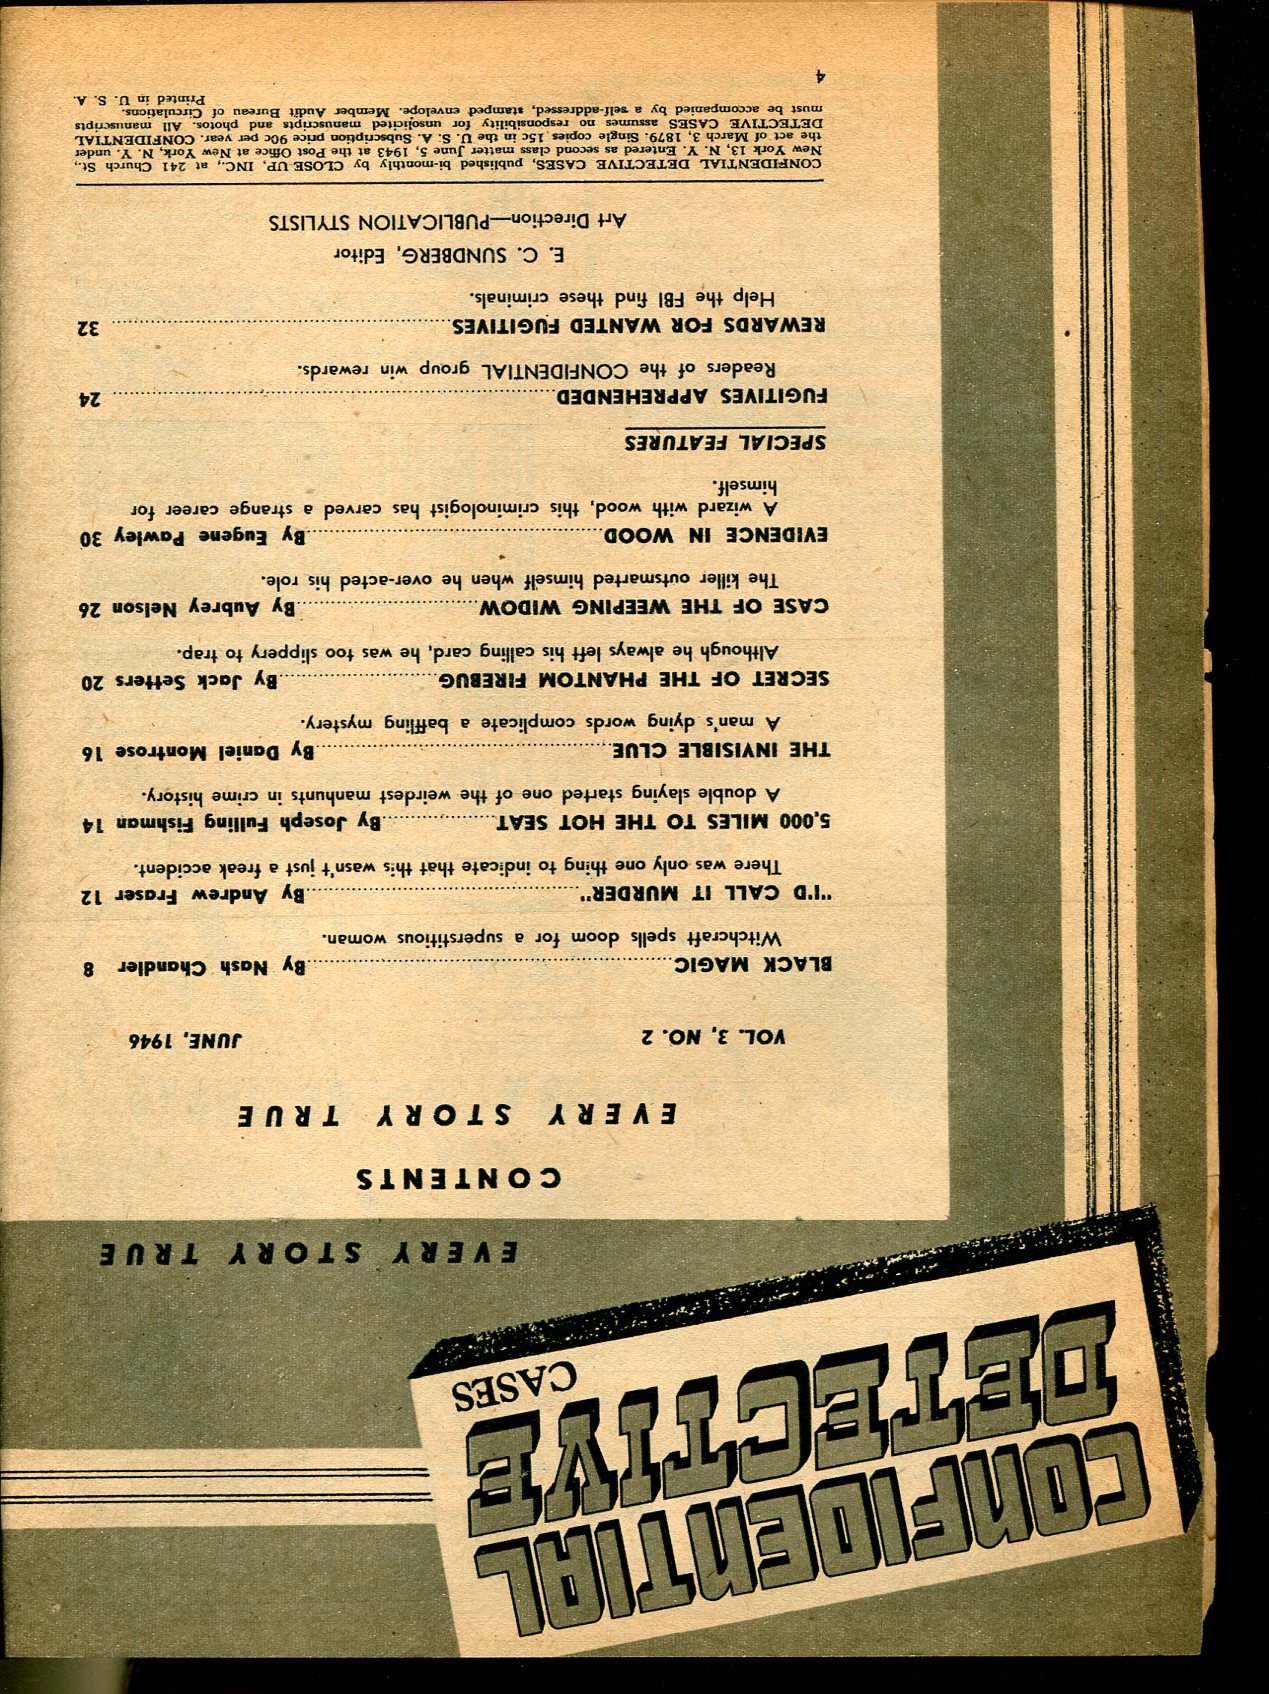 CONFIDENTIAL
DETECTIVE
CASES
EVERY STORY TRUE
CONTENTS
EVERY STORY TRUE
VOL. 3, NO. 2 JUNE, 1946
BLACK MAGIC..........By Nash Chandler 8
Witchcraft spells doom for a superstitious woman.
"I'D CALL IT MURDER"..........By Andrew Fraser 12
There was only one thing to indicate that this wasn't just a freak accident.
5,000 MILES TO THE HOT SEAT..........By Joseph Fulling Fishman 14
A double slaying started one of the weirdest manhunts in crime history.
THE INVISIBLE CLUE..........By Daniel Montrose 16
A man's dying words complicate a baffling mystery.
SECRET OF THE PHANTOM FIREBUG..........By Jack Setters 20
Although he always left his calling card, he was too slippery to trap.
CASE OF THE WEEPING WIDOW..........By Aubrey Nelson 26
The killer outsmarted himself when he over-acted his role.
EVIDENCE IN WOOD..........By Eugene Pawley 30
A wizard with wood, this criminologist has carved a strange career for
himself.
SPECIAL FEATURES
FUGITIVES APPREHENDED.......... 24
Readers of the CONFIDENTIAL group win rewards.
REWARDS FOR WANTED FUGITIVES.......... 32
Help the FBI find these criminals.
E. C. SUNDBERG, Editor
Art Direction—PUBLICATION STYLISTS
CONFIDENTIAL DETECTIVE CASES, published bi-monthly by CLOSE-UP, INC., at 241 Church St.,
New York 13, N. Y. Entered as second class matter June 5, 1943 at the Post Office at New York, N. Y. under
the act of March 3, 1879. Single copies 15c in the U. S. A. Subscription price 90c per year. CONFIDENTIAL
DETECTIVE CASES assumes no responsibility for unsolicited manuscripts and photos. All manuscripts
must be accompanied by a self-addressed, stamped envelope. Member Audit Bureau of Circulations.
Printed in U. S. A.
4